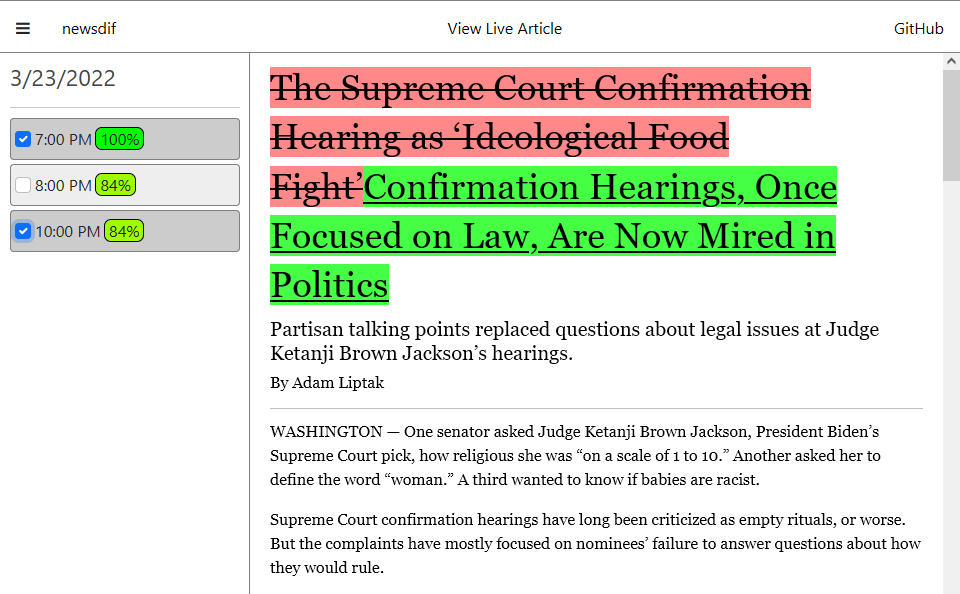 newsdif
View Live Article
GitHub
3/23/2022
7:00 PM 100%
8:00 PM 84%
10:00 PM 84%
The Supreme Court Confirmation
Hearing as ‘Ideological Food
Fight’Confirmation Hearings, Once
Focused on Law, Are Now Mired in
Politics
Partisan talking points replaced questions about legal issues at Judge
Ketanji Brown Jackson’s hearings.
By Adam Liptak
WASHINGTON — One senator asked Judge Ketanji Brown Jackson, President Biden’s
Supreme Court pick, how religious she was “on a scale of 1 to 10.” Another asked her to
define the word “woman.” A third wanted to know if babies are racist.
Supreme Court confirmation hearings have long been criticized as empty rituals, or worse.
But the complaints have mostly focused on nominees’ failure to answer questions about how
they would rule.